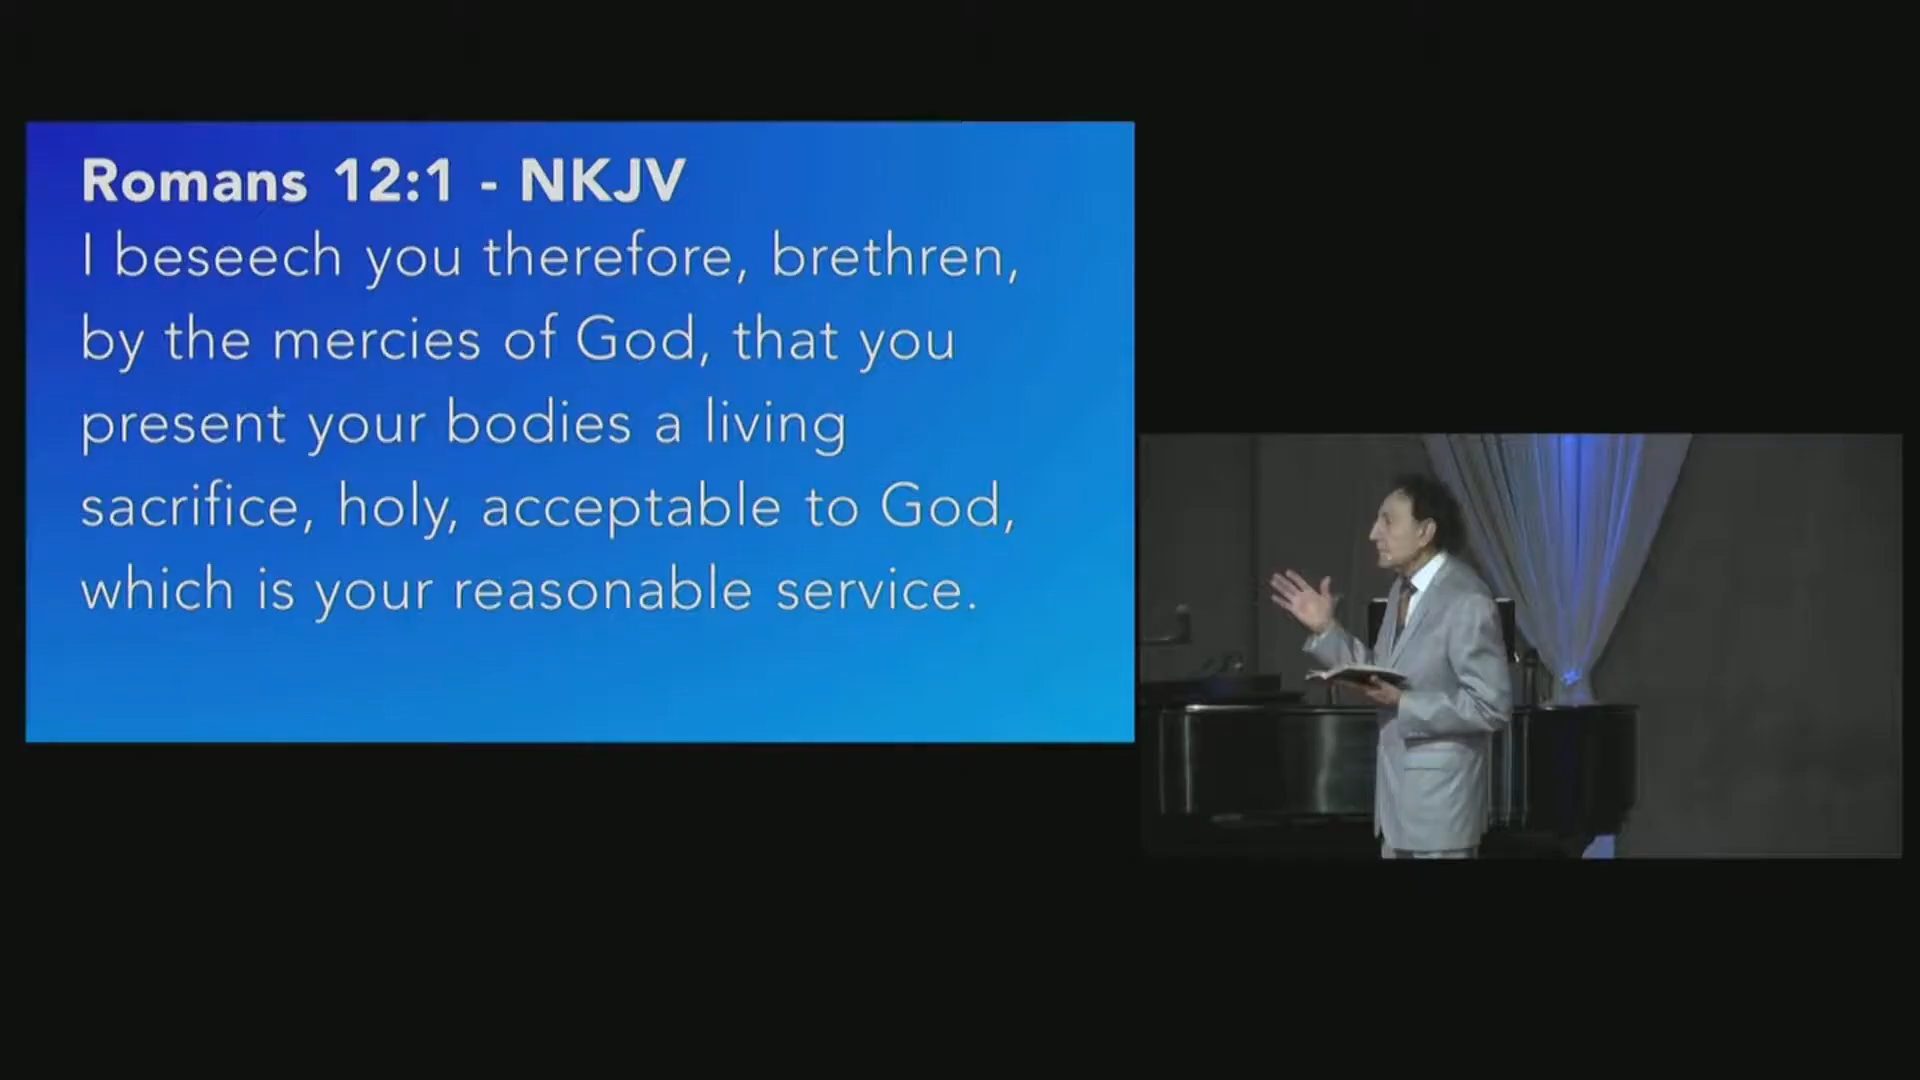 Romans 12:1 - NKJV
I beseech you therefore, brethren,
by the mercies of God, that you
present your bodies a living
sacrifice, holy, acceptable to God,
which is your reasonable service.